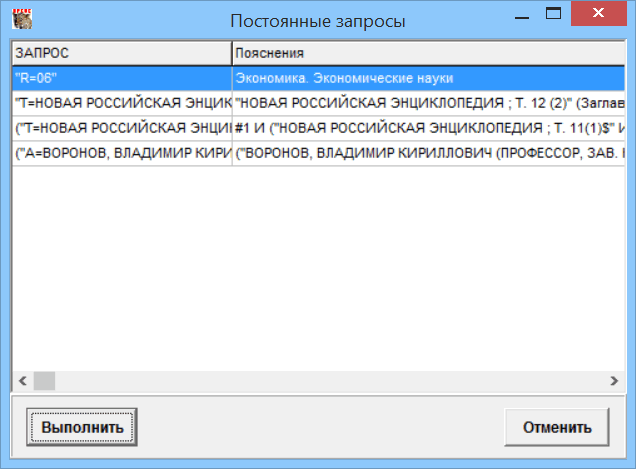 Постоянные запросы
ЗАПРОС Пояснения
"R=06" Экономика. Экономические науки
"T=НОВАЯ РОССИЙСКАЯ ЭНЦИК "НОВАЯ РОССИЙСКАЯ ЭНЦИКЛОПЕДИЯ ; Т. 12 (2)" (Заглав
("T=НОВАЯ РОССИЙСКАЯ ЭНЦИ #1 И ("НОВАЯ РОССИЙСКАЯ ЭНЦИКЛОПЕДИЯ ; Т. 11(1)$" И
("A=ВОРОНОВ, ВЛАДИМИР КИРИ ("ВОРОНОВ, ВЛАДИМИР КИРИЛЛОВИЧ (ПРОФЕССОР, ЗАВ.
Выполнить Отменить